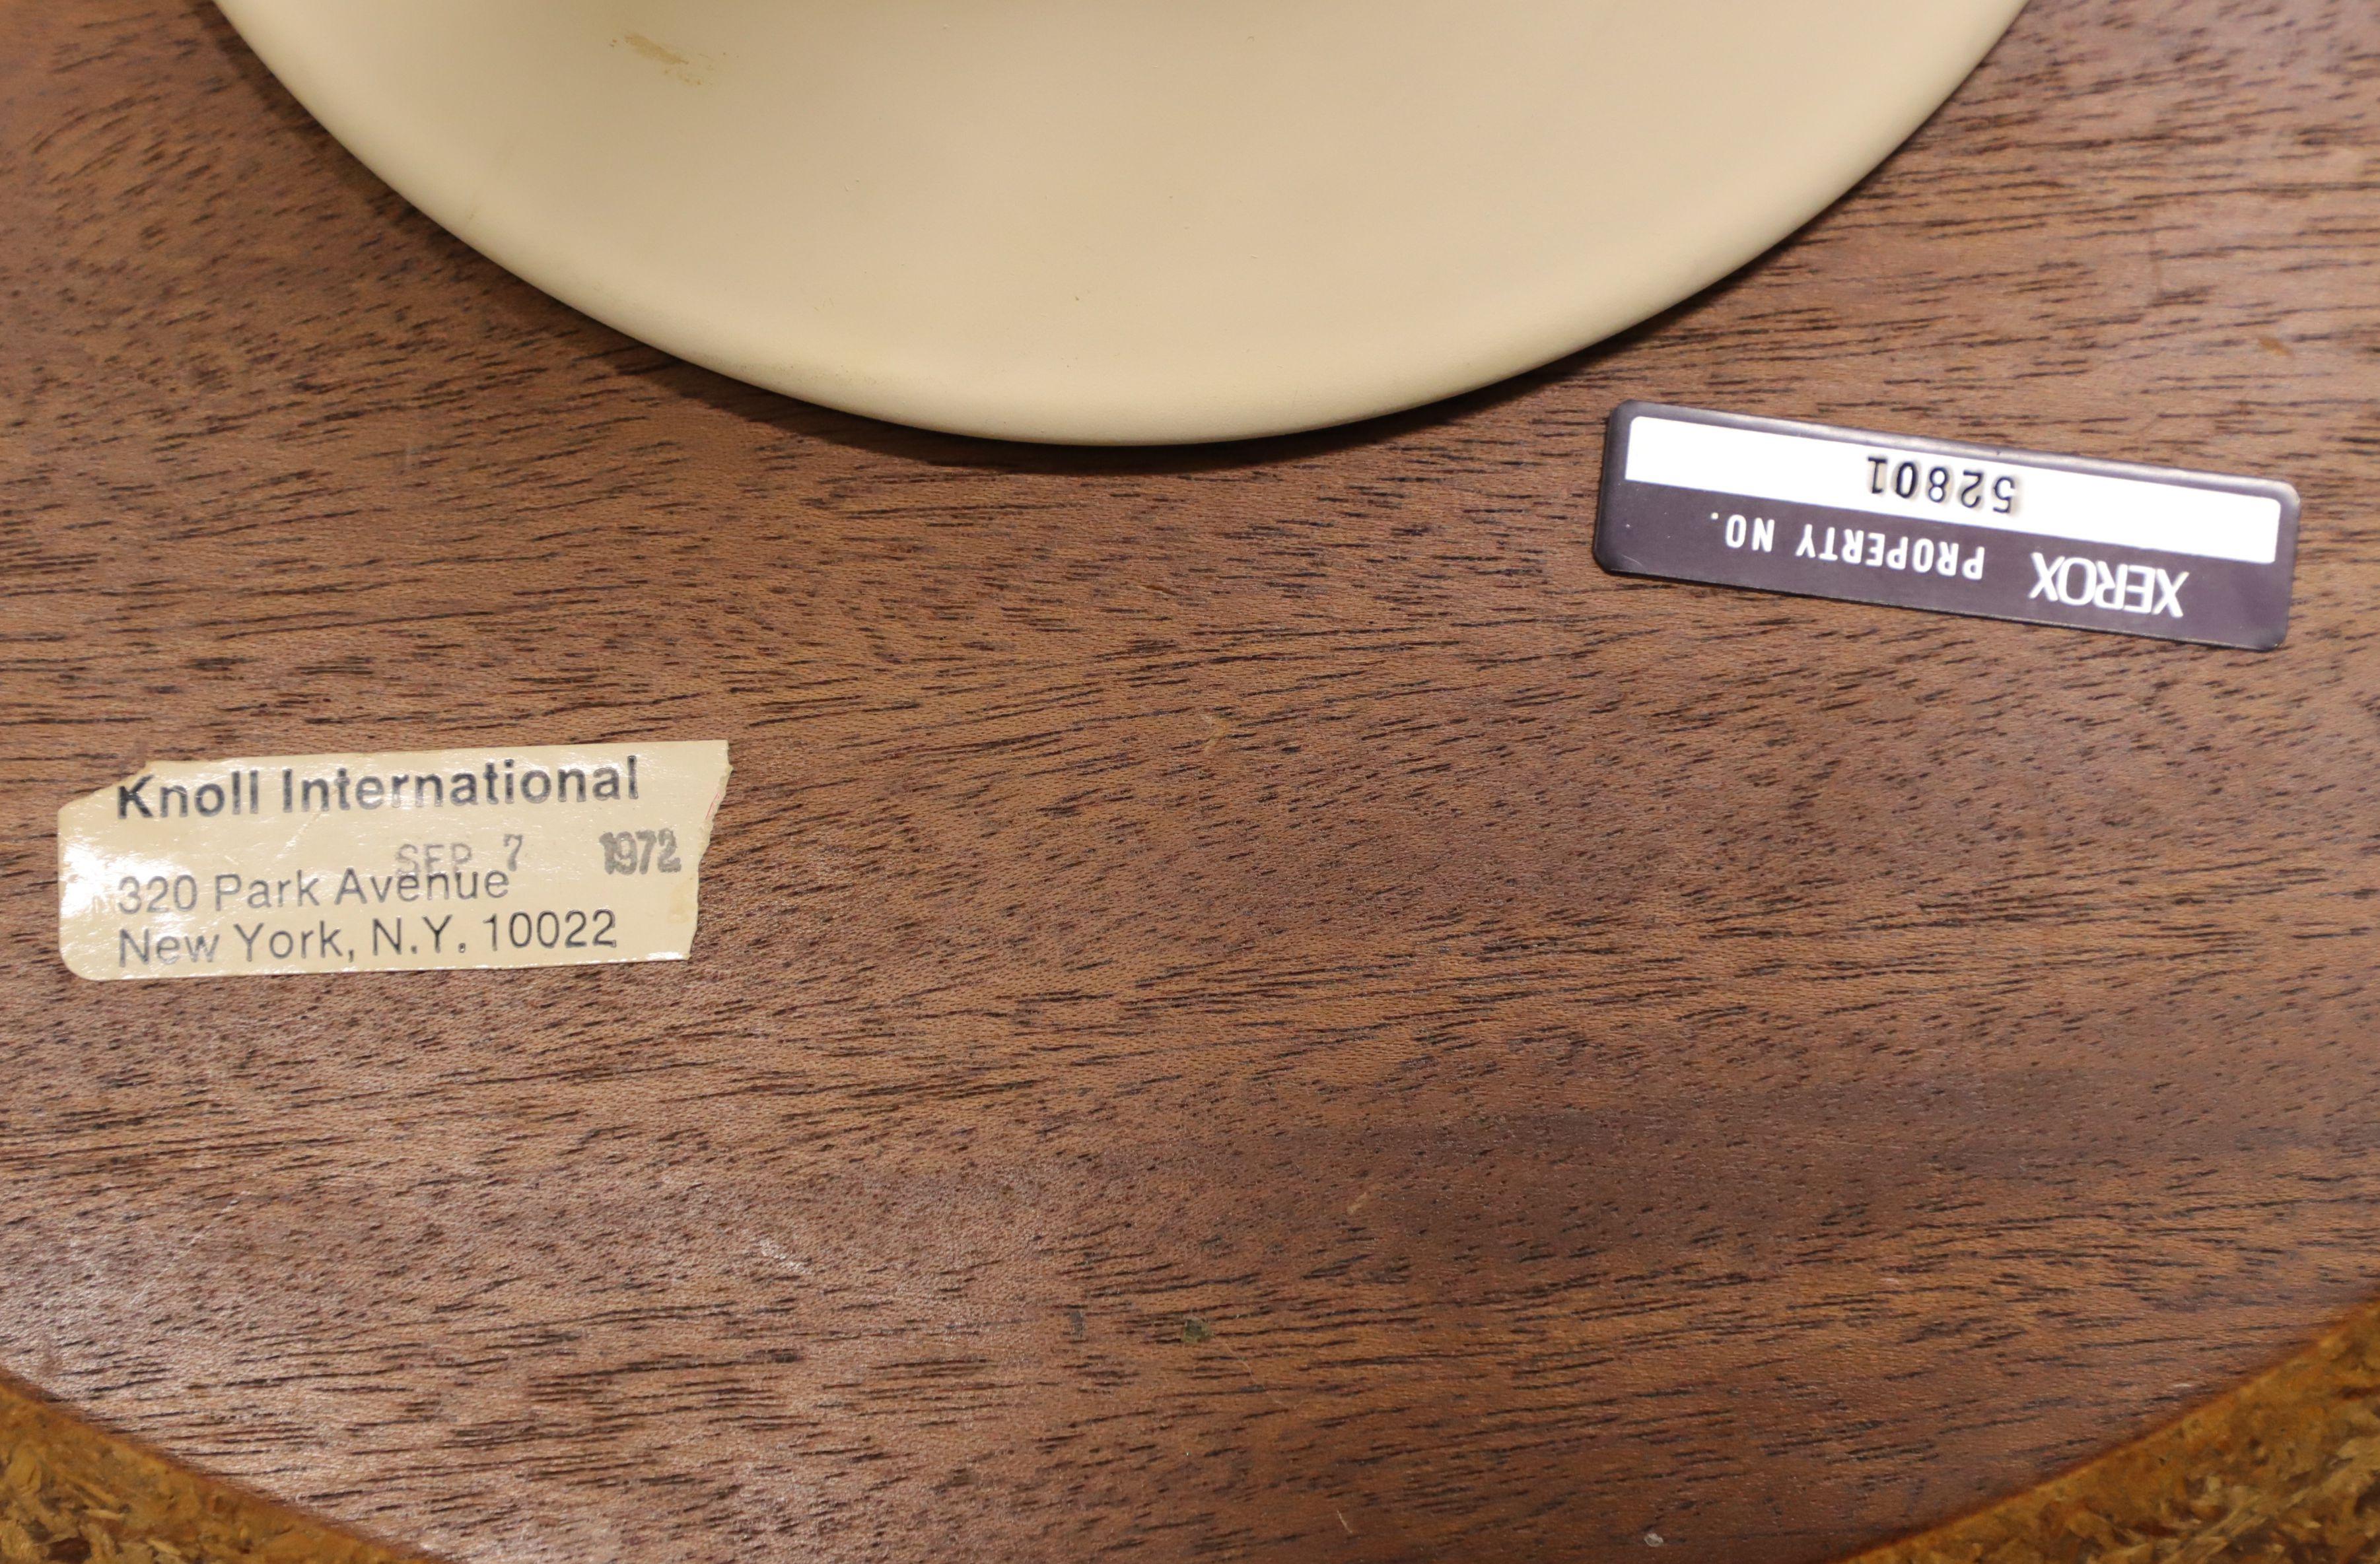 Knoll International
SEP 7 1972
320 Park Avenue
New York, N.Y. 10022
XEROX PROPERTY NO.
52801